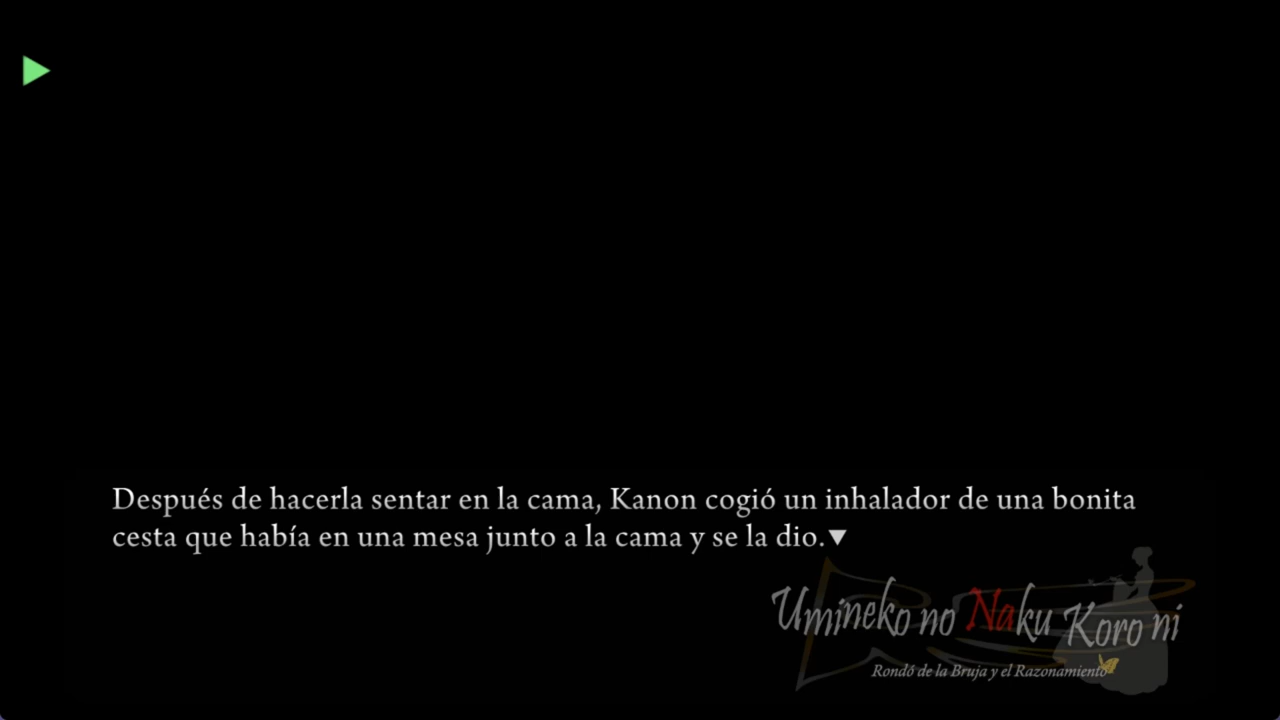 Después de hacerla sentar en la cama, Kanon cogió un inhalador de una bonita
cesta que había en una mesa junto a la cama y se la dio.
Umineko no Naku Koro ni
Rondó de la Bruja y el Razonamiento